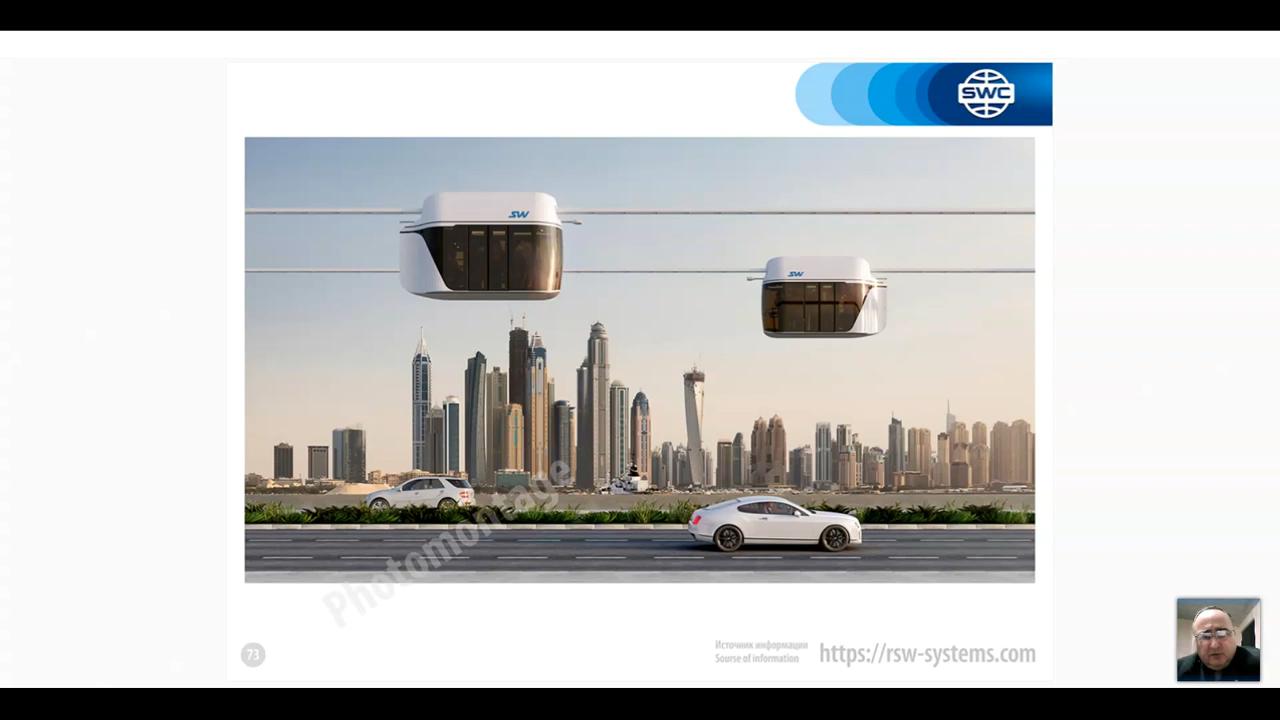 SWC
SW
SW
Photomontage
73
Источник информации
Sourse of information
https://rsw-systems.com